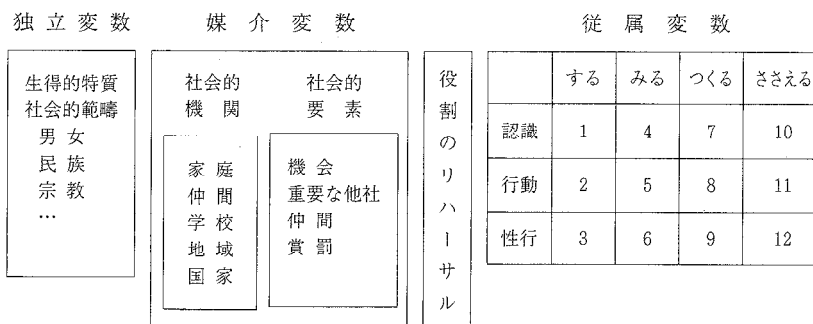 独立変数
媒介変数
従属変数
生得的特質
社会的範疇
男女
民族
宗教
…
社会的
機関
家庭
仲間
学校
地域
国家
社会的
要素
機会
重要な他社
仲間
賞罰
役割のリハーサル
する みる つくる ささえる
認識 1 4 7 10
行動 2 5 8 11
性行 3 6 9 12